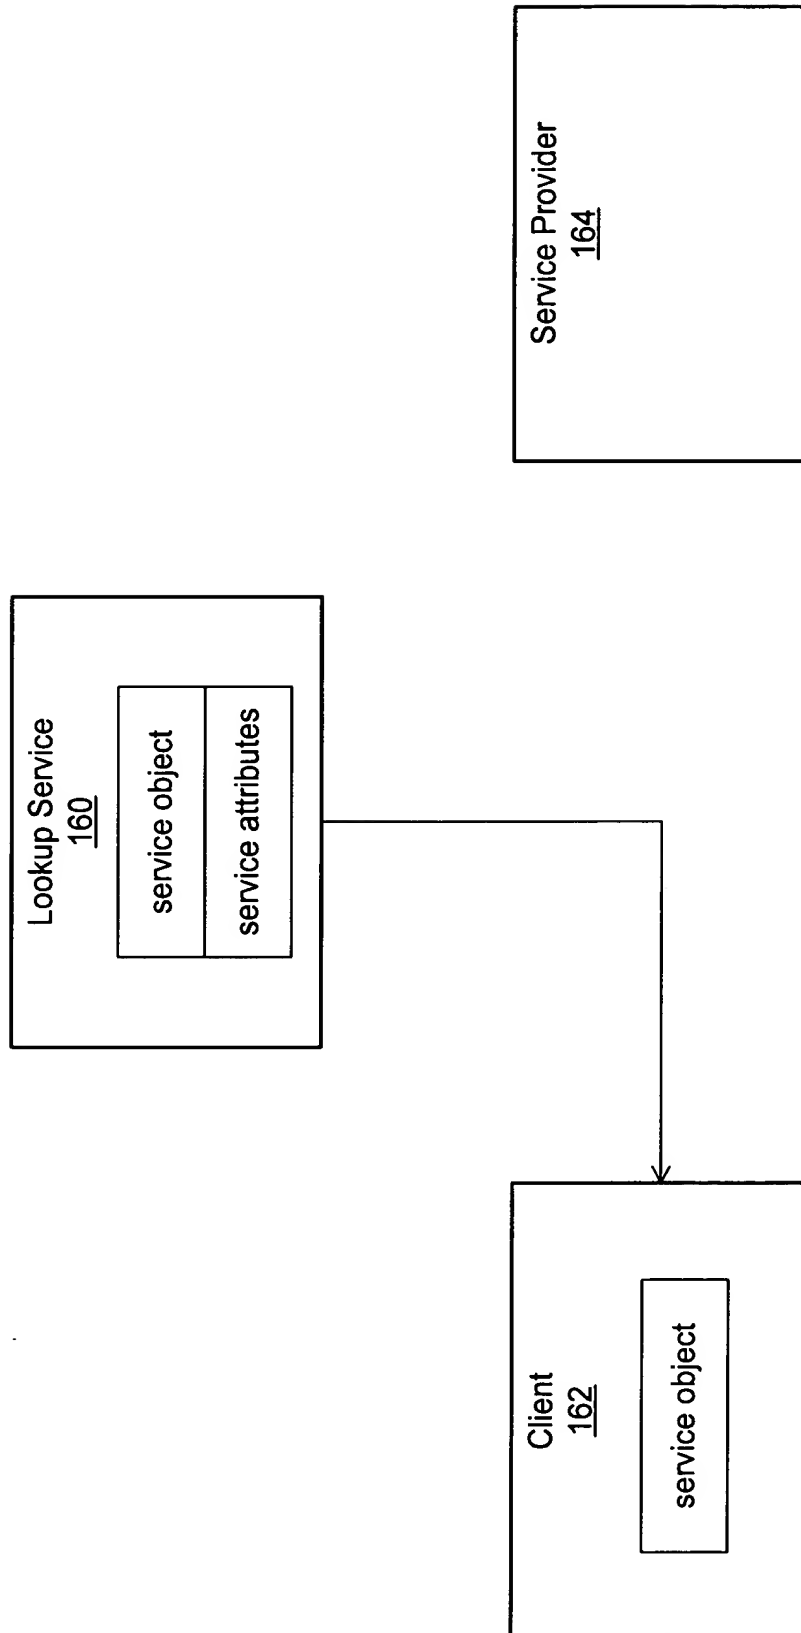 Lookup Service
160
service object
service attributes
Client
162
service object
Service Provider
164